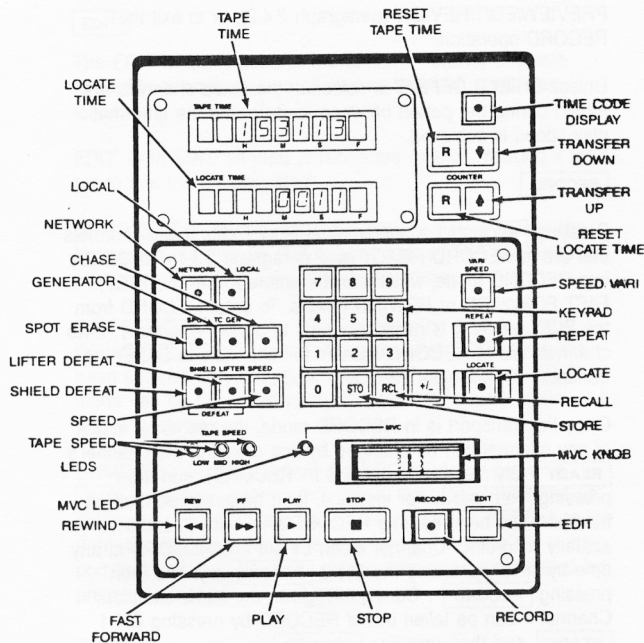 TAPE TIME
RESET TAPE TIME
LOCATE TIME
TAPE TIME
153113
H M S F
TIME CODE DISPLAY
R
TRANSFER DOWN
LOCATE TIME
0011
H M S F
COUNTER
R
TRANSFER UP
RESET LOCATE TIME
LOCAL
NETWORK
CHASE
GENERATOR
SPOT ERASE
LIFTER DEFEAT
SHIELD DEFEAT
SPEED
TAPE SPEED LEDS
MVC LED
REWIND
NETWORK LOCAL
SPOT TC GEN
SHIELD LIFTER SPEED
DEFEAT
TAPE SPEED
LOW MID HIGH
7 8 9
4 5 6
1 2 3
0 STO RCL +/-
VARI SPEED
SPEED VARI
KEYPAD
REPEAT
REPEAT
LOCATE
LOCATE
RECALL
STORE
MVC
MVC KNOB
REW FF PLAY STOP RECORD EDIT
EDIT
FAST FORWARD
PLAY
STOP
RECORD